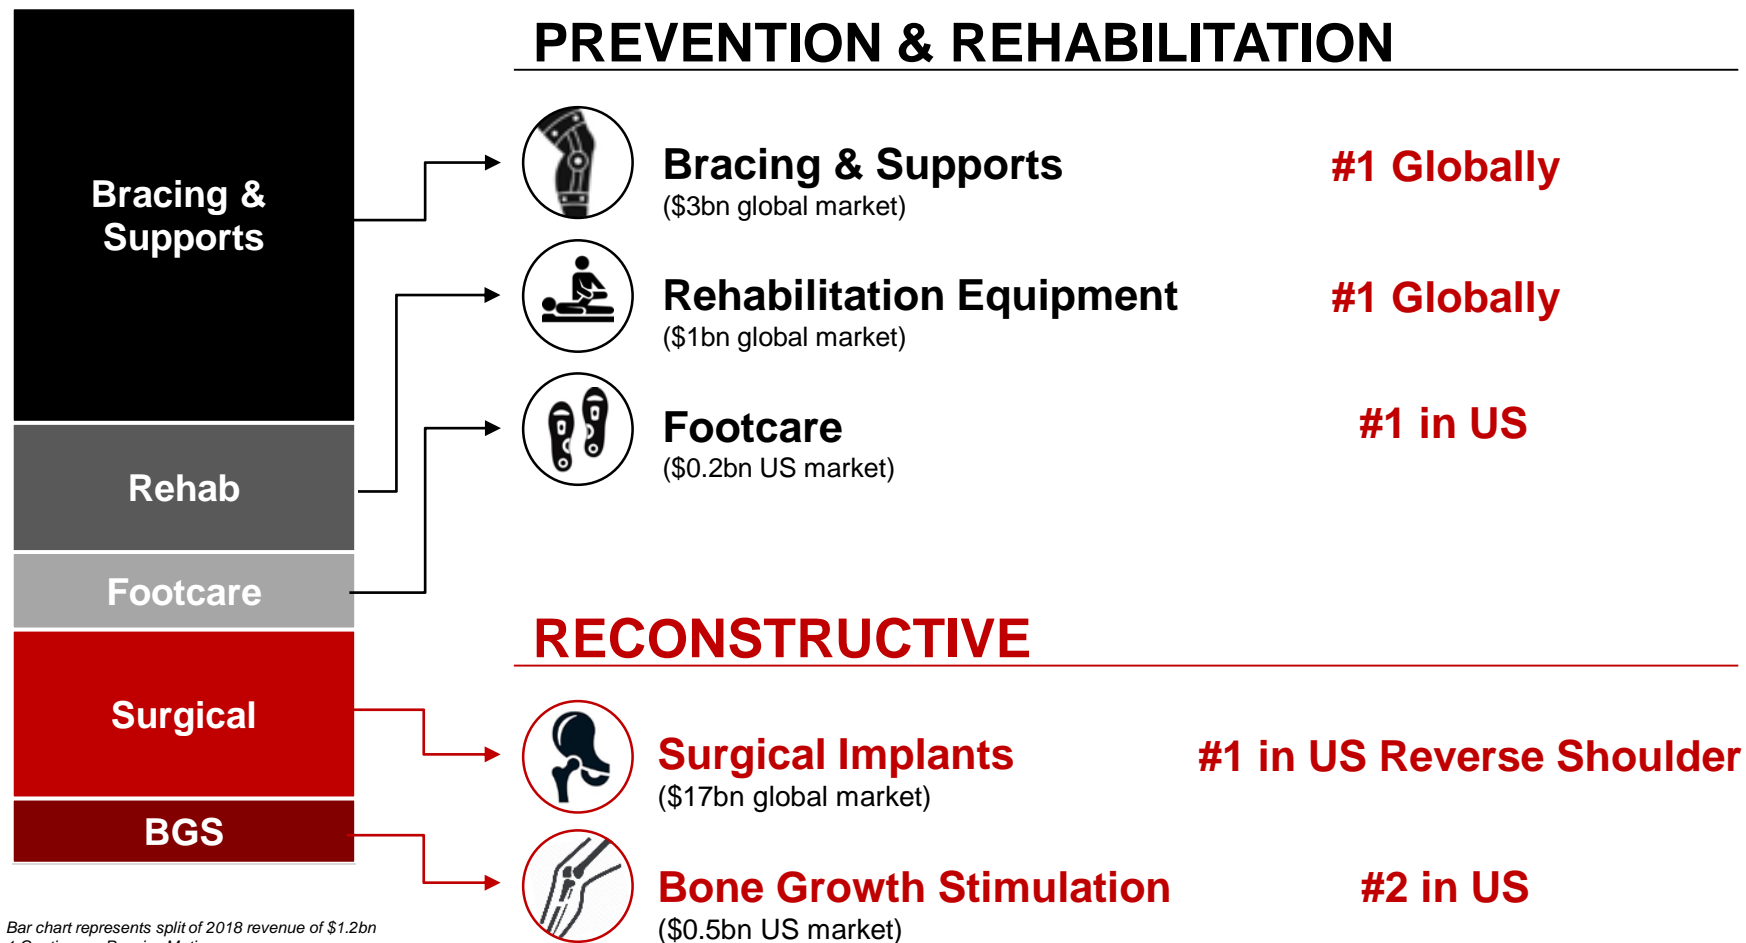 Bracing &
Supports
Rehab
Footcare
Surgical
BGS
Bar chart represents split of 2018 revenue of $1.2bn
PREVENTION & REHABILITATION
Bracing & Supports
#1 Globally
($3bn global market)
Rehabilitation Equipment
#1 Globally
($1bn global market)
Footcare
#1 in US
($0.2bn US market)
RECONSTRUCTIVE
Surgical Implants
#1 in US Reverse Shoulder
($17bn global market)
Bone Growth Stimulation
#2 in US
($0.5bn US market)